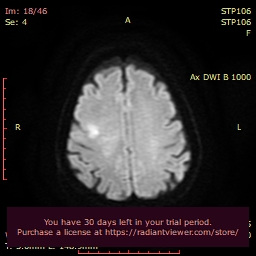 Im: 18/46
Se: 4
A
STP106
STP106
F
Ax DWI B 1000
R
L
You have 30 days left in your trial period.
Purchase a license at https://radiantviewer.com/store/